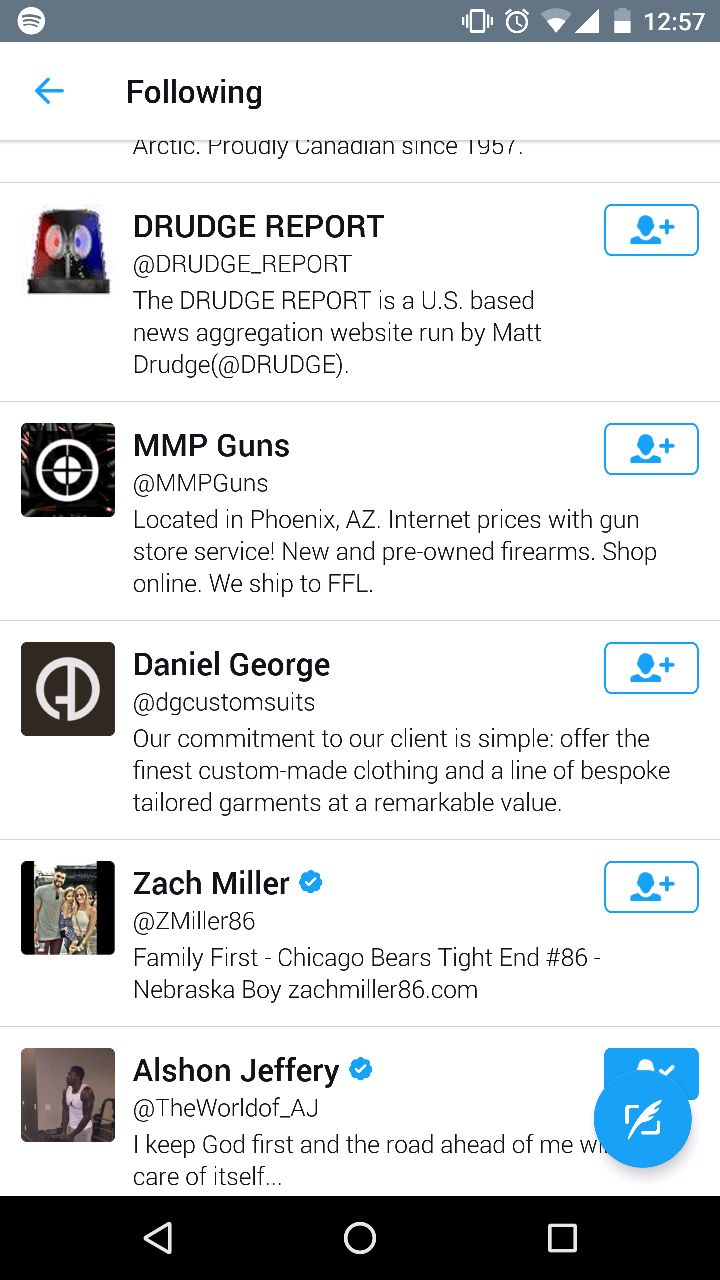 12:57
Following
Arctic. Proudly Canadian since 1957.
DRUDGE REPORT
@DRUDGE_REPORT
The DRUDGE REPORT is a U.S. based
news aggregation website run by Matt
Drudge(@DRUDGE).
MMP Guns
@MMPGuns
Located in Phoenix, AZ. Internet prices with gun
store service! New and pre-owned firearms. Shop
online. We ship to FFL.
Daniel George
@dgcustomsuits
Our commitment to our client is simple: offer the
finest custom-made clothing and a line of bespoke
tailored garments at a remarkable value.
Zach Miller
@ZMiller86
Family First - Chicago Bears Tight End #86 -
Nebraska Boy zachmiller86.com
Alshon Jeffery
@TheWorldof_AJ
I keep God first and the road ahead of me
care of itself...